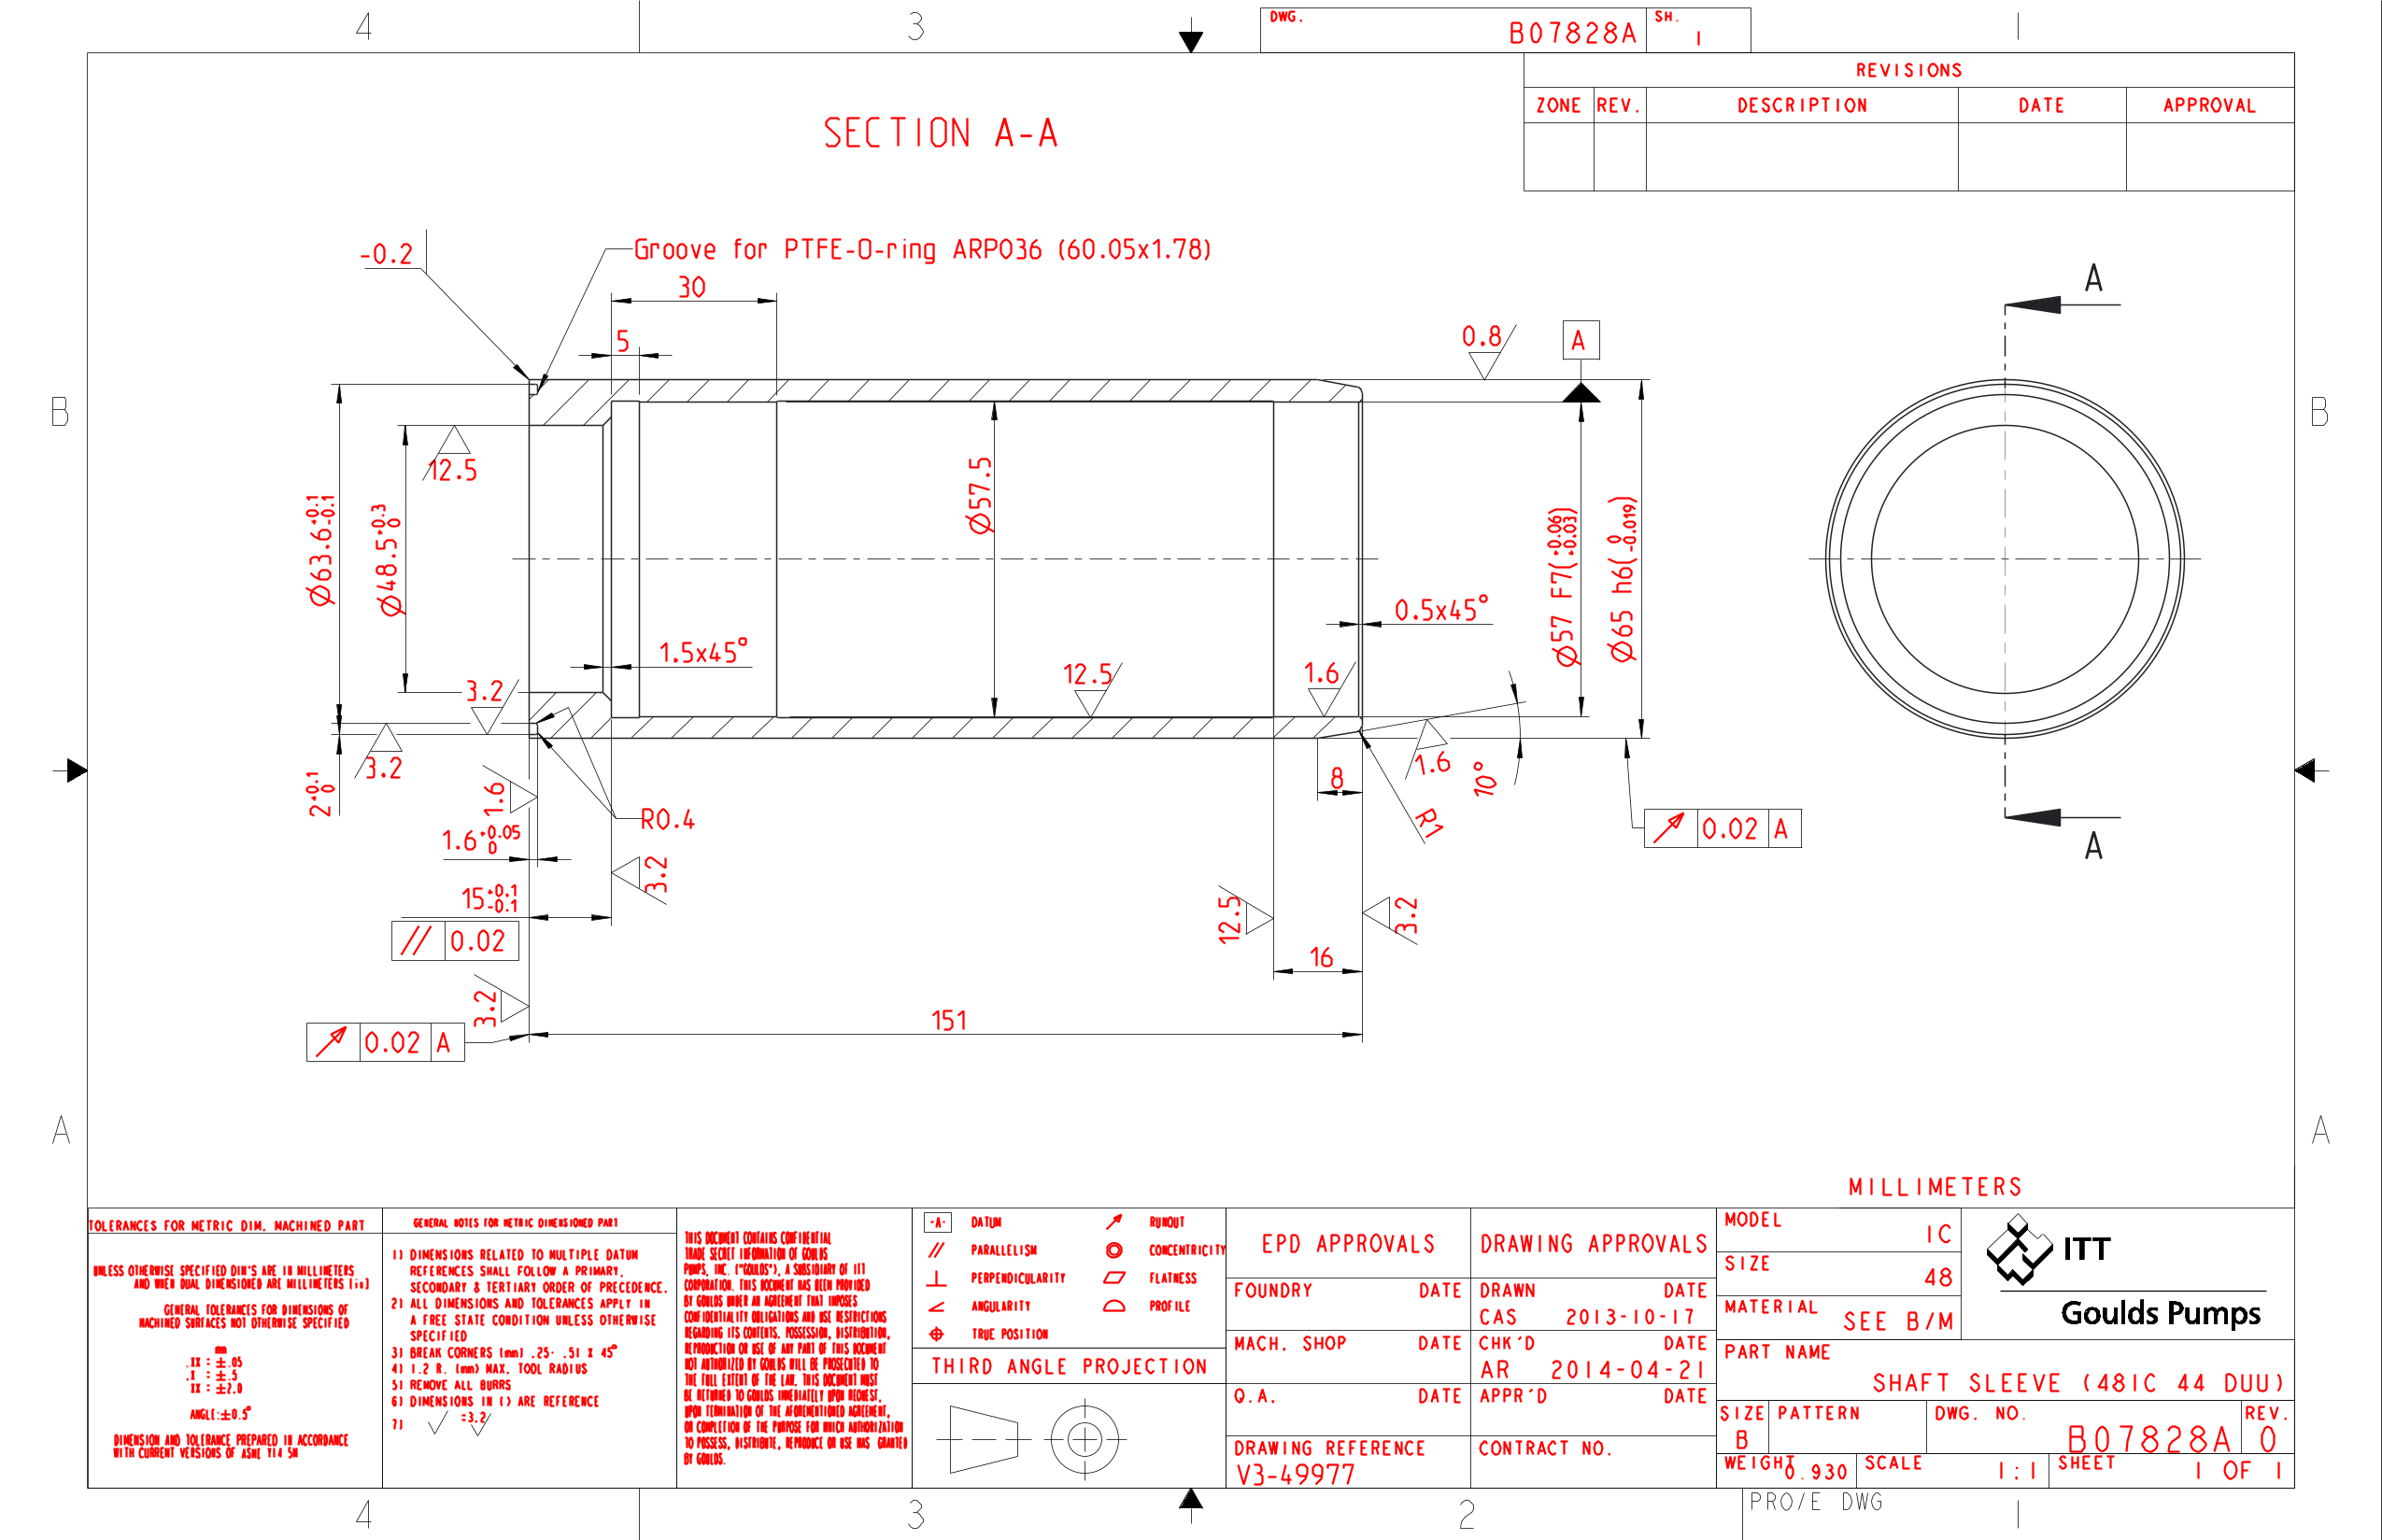 4
3
DWG.
B07828A
SH.
1
REVISIONS
ZONE REV. DESCRIPTION DATE APPROVAL
SECTION A-A
-0.2
Groove for PTFE-O-ring ARP036 (60.05x1.78)
30
5
0.8
A
A
B
B
12.5
Ø63.6 +0.1 -0.1
Ø48.5 +0.3 0
Ø57.5
Ø57 F7( +0.06 +0.03)
Ø65 h6( 0 -0.019)
0.5x45°
1.5x45°
12.5
1.6
3.2
3.2
2 +0.1 0
1.6
R0.4
8
1.6
10°
R1
0.02 A
A
1.6 +0.05 0
3.2
15 +0.1 -0.1
// 0.02
12.5
3.2
16
3.2
151
0.02 A
A
A
MILLIMETERS
TOLERANCES FOR METRIC DIM. MACHINED PART
UNLESS OTHERWISE SPECIFIED DIM'S ARE IN MILLIMETERS
AND WHEN DUAL DIMENSIONED ARE MILLIMETERS [in]
GENERAL TOLERANCES FOR DIMENSIONS OF
MACHINED SURFACES NOT OTHERWISE SPECIFIED
mm
.XX : ±.05
.X : ±.5
XX : ±2.0
ANGLE:±0.5°
DIMENSION AND TOLERANCE PREPARED IN ACCORDANCE
WITH CURRENT VERSIONS OF ASME Y14 5M
GENERAL NOTES FOR METRIC DIMENSIONED PART
1) DIMENSIONS RELATED TO MULTIPLE DATUM
REFERENCES SHALL FOLLOW A PRIMARY,
SECONDARY & TERTIARY ORDER OF PRECEDENCE.
2) ALL DIMENSIONS AND TOLERANCES APPLY IN
A FREE STATE CONDITION UNLESS OTHERWISE
SPECIFIED
3) BREAK CORNERS (mm) .25- .51 X 45°
4) 1.2 R. (mm) MAX. TOOL RADIUS
5) REMOVE ALL BURRS
6) DIMENSIONS IN () ARE REFERENCE
7) √ =3.2√
THIS DOCUMENT CONTAINS CONFIDENTIAL
TRADE SECRET INFORMATION OF GOULDS
PUMPS, INC. ("GOULDS"), A SUBSIDIARY OF ITT
CORPORATION. THIS DOCUMENT HAS BEEN PROVIDED
BY GOULDS UNDER AN AGREEMENT THAT IMPOSES
CONFIDENTIALITY OBLIGATIONS AND USE RESTRICTIONS
REGARDING ITS CONTENTS. POSSESSION, DISTRIBUTION,
REPRODUCTION OR USE OF ANY PART OF THIS DOCUMENT
NOT AUTHORIZED BY GOULDS WILL BE PROSECUTED TO
THE FULL EXTENT OF THE LAW. THIS DOCUMENT MUST
BE RETURNED TO GOULDS IMMEDIATELY UPON REQUEST,
UPON TERMINATION OF THE AFOREMENTIONED AGREEMENT,
OR COMPLETION OF THE PURPOSE FOR WHICH AUTHORIZATION
TO POSSESS, DISTRIBUTE, REPRODUCE OR USE WAS GRANTED
BY GOULDS.
-A- DATUM RUNOUT
// PARALLELISM CONCENTRICITY
PERPENDICULARITY FLATNESS
ANGULARITY PROFILE
TRUE POSITION
THIRD ANGLE PROJECTION
EPD APPROVALS
FOUNDRY DATE
MACH. SHOP DATE
Q.A. DATE
DRAWING REFERENCE
V3-49977
DRAWING APPROVALS
DRAWN DATE
CAS 2013-10-17
CHK'D DATE
AR 2014-04-21
APPR'D DATE
CONTRACT NO.
MODEL
IC
SIZE
48
MATERIAL
SEE B/M
ITT
Goulds Pumps
PART NAME
SHAFT SLEEVE (48IC 44 DUU)
SIZE PATTERN DWG. NO. REV.
B B07828A 0
WEIGHT 0.930 SCALE 1:1 SHEET 1 OF 1
4
3
2
PRO/E DWG